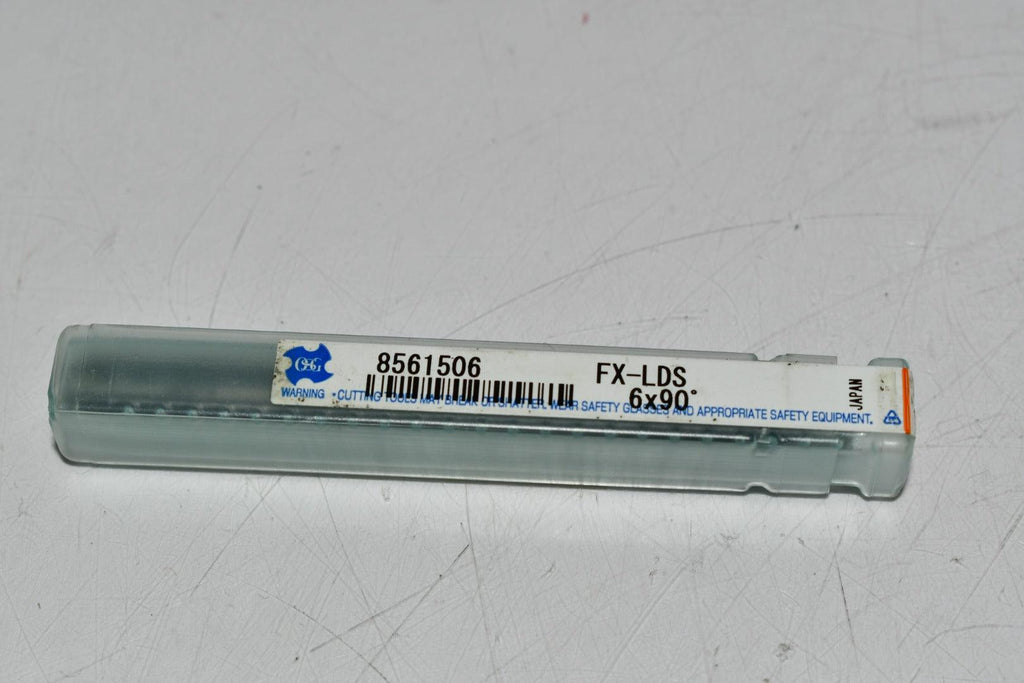 OSG
8561506
FX-LDS
6x90°
JAPAN
WARNING •CUTTING TOOLS MAY BREAK OR SHATTER. WEAR SAFETY GLASSES AND APPROPRIATE SAFETY EQUIPMENT.